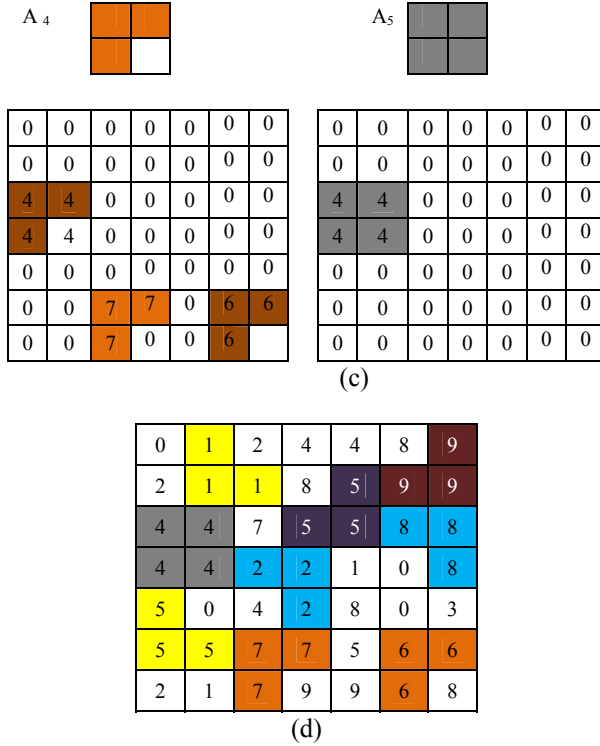 A 4 A5
0 0 0 0 0 0 0 0 0 0 0 0 0 0
0 0 0 0 0 0 0 0 0 0 0 0 0 0
4 4 0 0 0 0 0 4 4 0 0 0 0 0
4 4 0 0 0 0 0 4 4 0 0 0 0 0
0 0 0 0 0 0 0 0 0 0 0 0 0 0
0 0 7 7 0 6 6 0 0 0 0 0 0 0
0 0 7 0 0 6 0 0 0 0 0 0 0
(c)
0 1 2 4 4 8 9
2 1 1 8 5 9 9
4 4 7 5 5 8 8
4 4 2 2 1 0 8
5 0 4 2 8 0 3
5 5 7 7 5 6 6
2 1 7 9 9 6 8
(d)